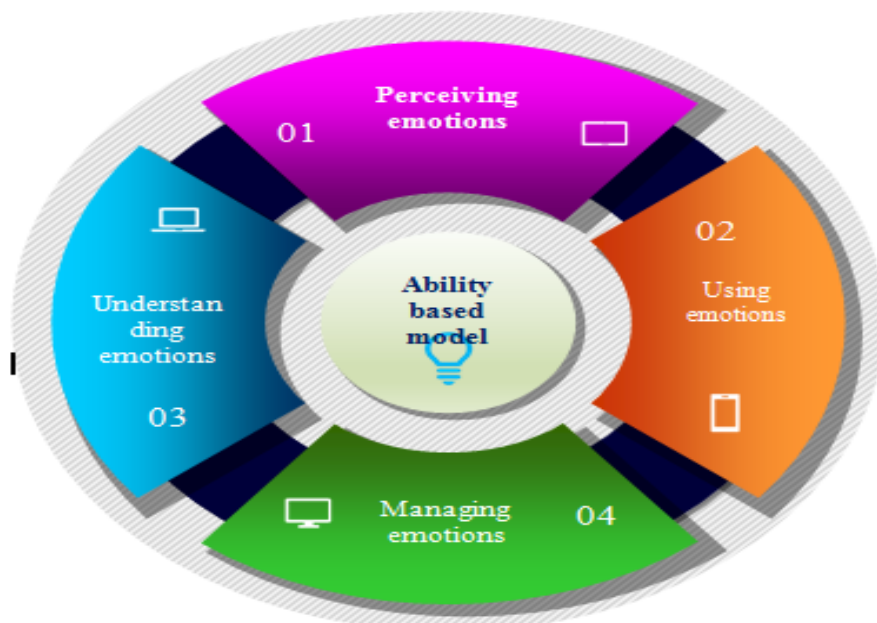 01
Perceiving
emotions
02
Using
emotions
Ability
based
model
Understan
ding
emotions
03
Managing
emotions
04